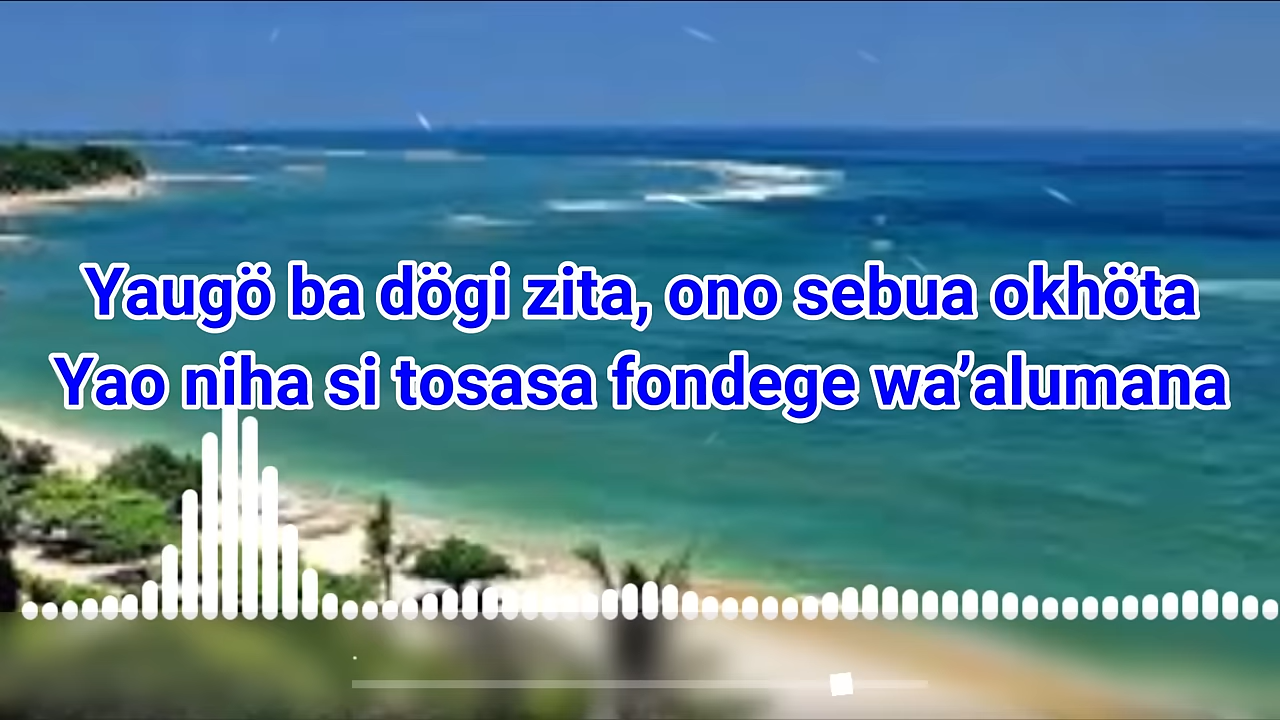 Yaugö ba dögi zita, ono sebua okhöta
Yao niha si tosasa fondege wa’alumana